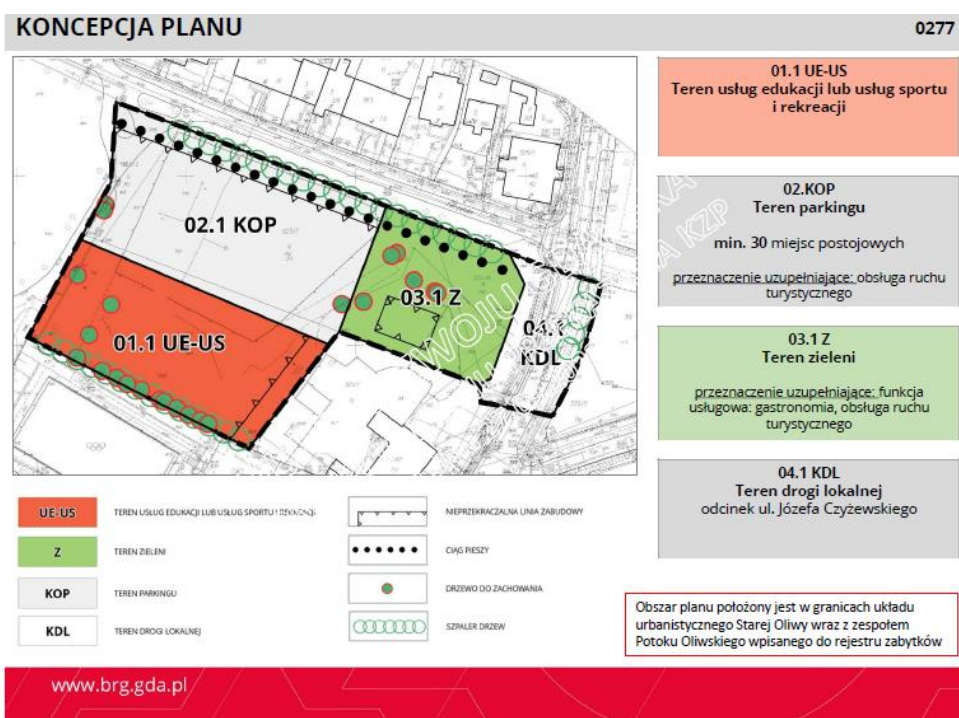 KONCEPCJA PLANU
0277
02.1 KOP
03.1 Z
01.1 UE-US
04.1
KDL
01.1 UE-US
Teren usług edukacji lub usług sportu
i rekreacji
02.KOP
Teren parkingu
min. 30 miejsc postojowych
przeznaczenie uzupełniające: obsługa ruchu
turystycznego
03.1 Z
Teren zieleni
przeznaczenie uzupełniające: funkcja
usługowa: gastronomia, obsługa ruchu
turystycznego
04.1 KDL
Teren drogi lokalnej
odcinek ul. Józefa Czyżewskiego
UE-US
TEREN USŁUG EDUKACJI LUB USŁUG SPORTU I REKREACJI
Z
TEREN ZIELENI
KOP
TEREN PARKINGU
KDL
TEREN DROGI LOKALNEJ
NIEPRZEKRACZALNA LINIA ZABUDOWY
CIĄG PIESZY
DRZEWO DO ZACHOWANIA
SZPALER DRZEW
Obszar planu położony jest w granicach układu
urbanistycznego Starej Oliwy wraz z zespołem
Potoku Oliwskiego wpisanego do rejestru zabytków
www.brg.gda.pl